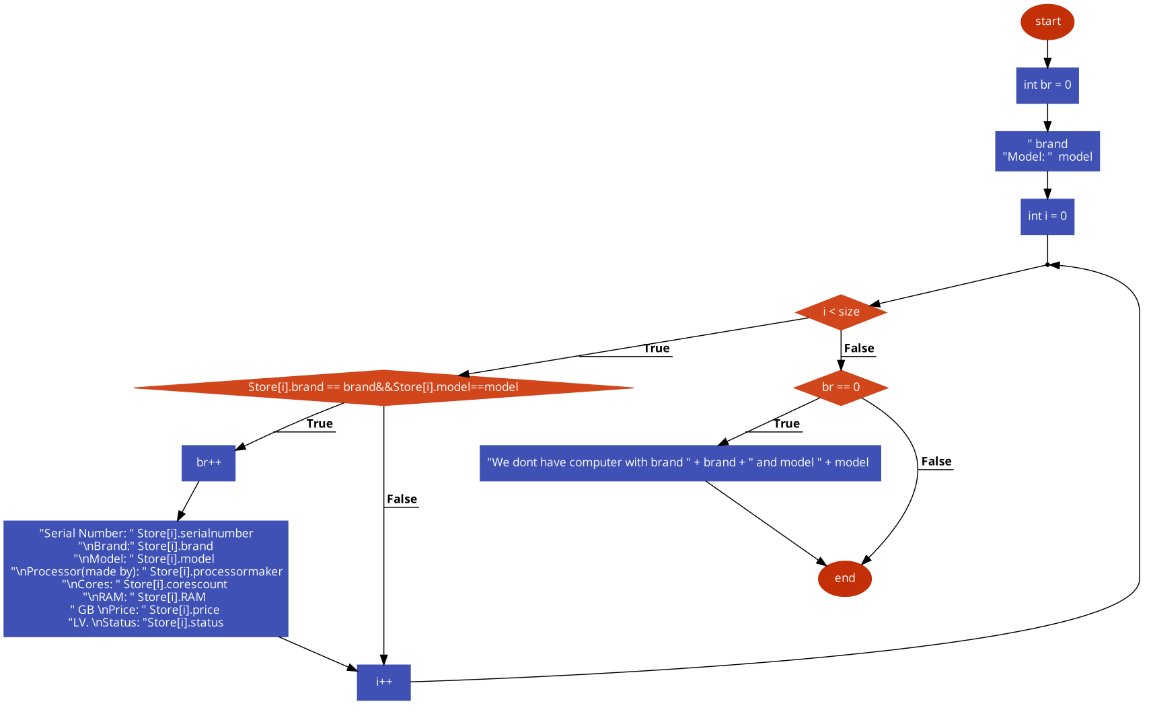 start
int br = 0
" brand
"Model: "  model
int i = 0
i < size
True
False
Store[i].brand == brand&&Store[i].model==model
br == 0
True
True
br++
"We dont have computer with brand " + brand + " and model " + model
False
False
"Serial Number: " Store[i].serialnumber
"\nBrand:" Store[i].brand
"\nModel: " Store[i].model
"\nProcessor(made by): " Store[i].processormaker
"\nCores: " Store[i].corescount
"\nRAM: " Store[i].RAM
" GB \nPrice: " Store[i].price
"LV. \nStatus: "Store[i].status
end
i++